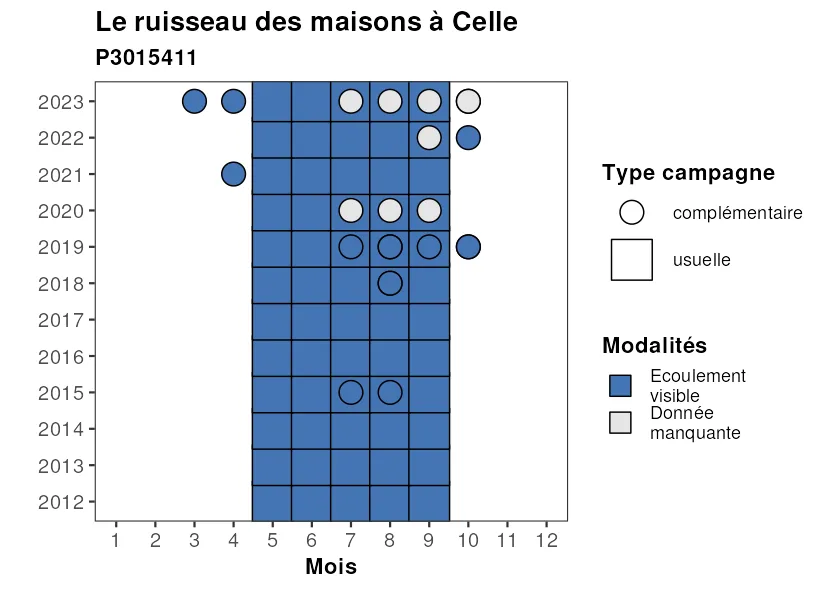 Le ruisseau des maisons à Celle
P3015411
2023
2022
2021
2020
2019
2018
2017
2016
2015
2014
2013
2012
1 2 3 4 5 6 7 8 9 10 11 12
Mois
Type campagne
complémentaire
usuelle
Modalités
Ecoulement
visible
Donnée
manquante